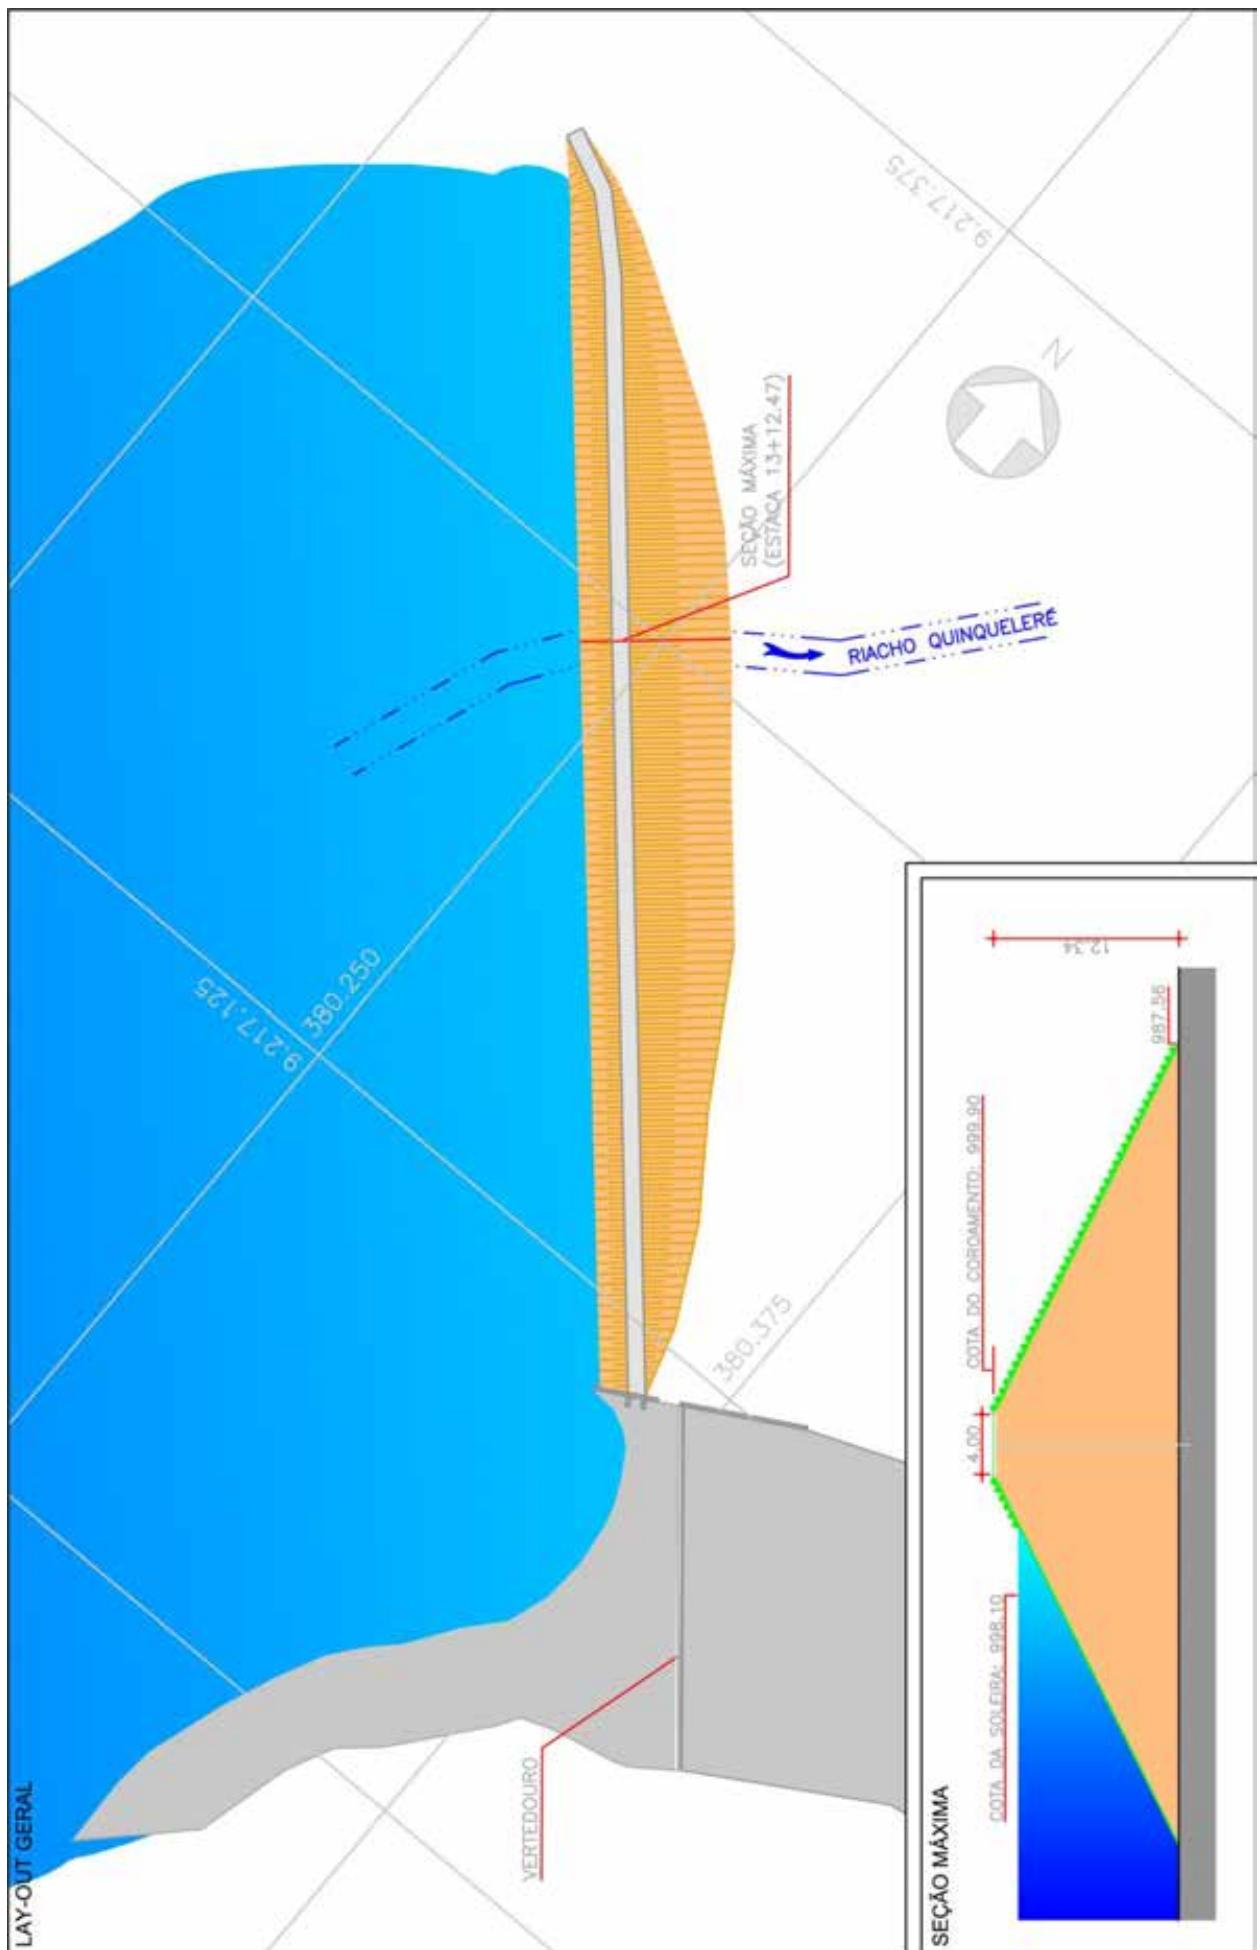 LAY-OUT GERAL
9.217.375
N
SEÇÃO MÁXIMA
(ESTACA 13+12.47)
RIACHO QUINQUELERÉ
9.217.125
380.250
380.375
VERTEDOURO
SEÇÃO MÁXIMA
COTA DA SOLEIRA: 998.10
4.00
COTA DO COROAMENTO: 999.90
987.56
12.34